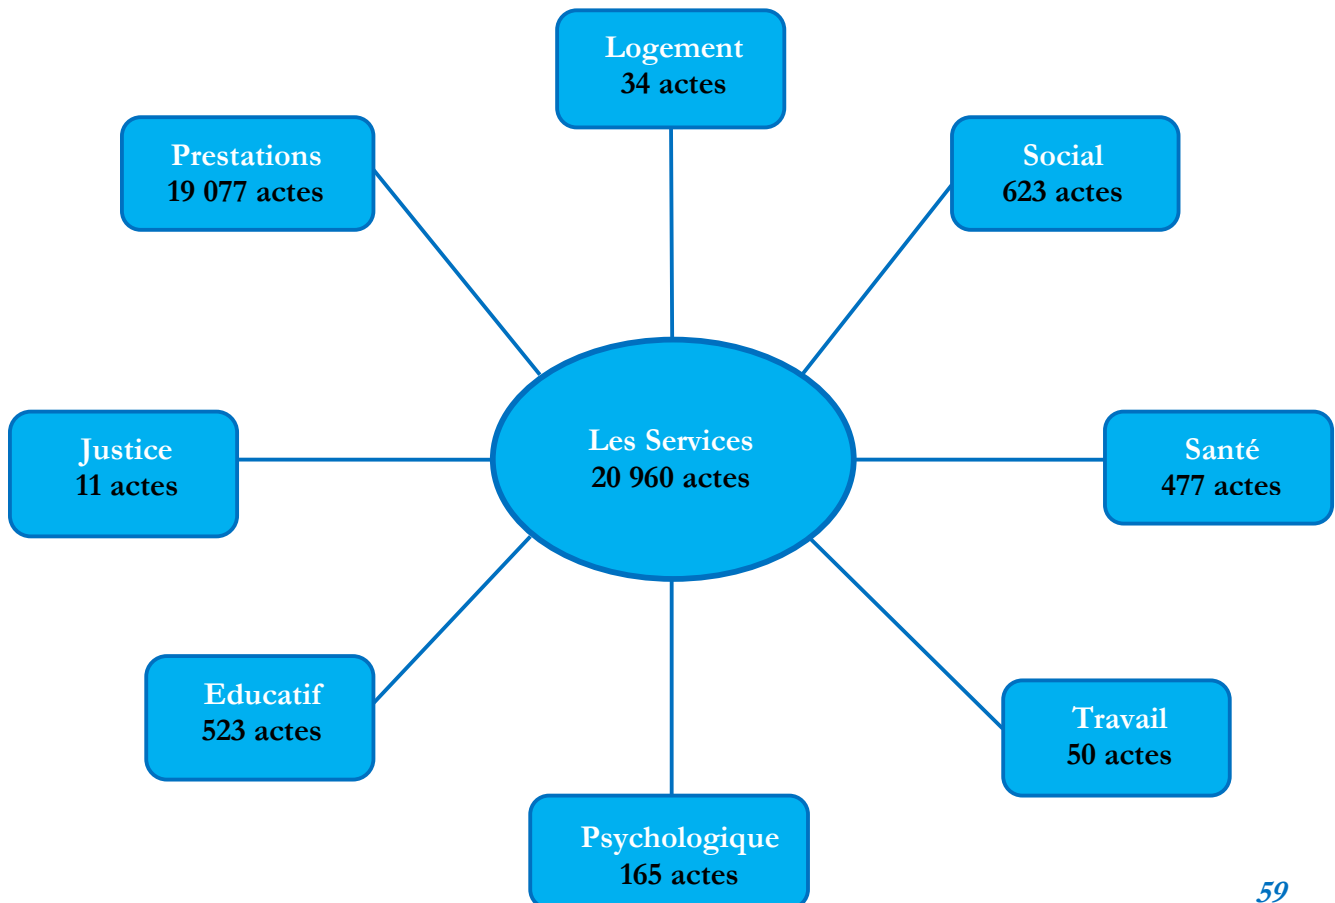 Logement
34 actes
Prestations
19 077 actes
Social
623 actes
Les Services
20 960 actes
Justice
11 actes
Santé
477 actes
Educatif
523 actes
Travail
50 actes
Psychologique
165 actes
59